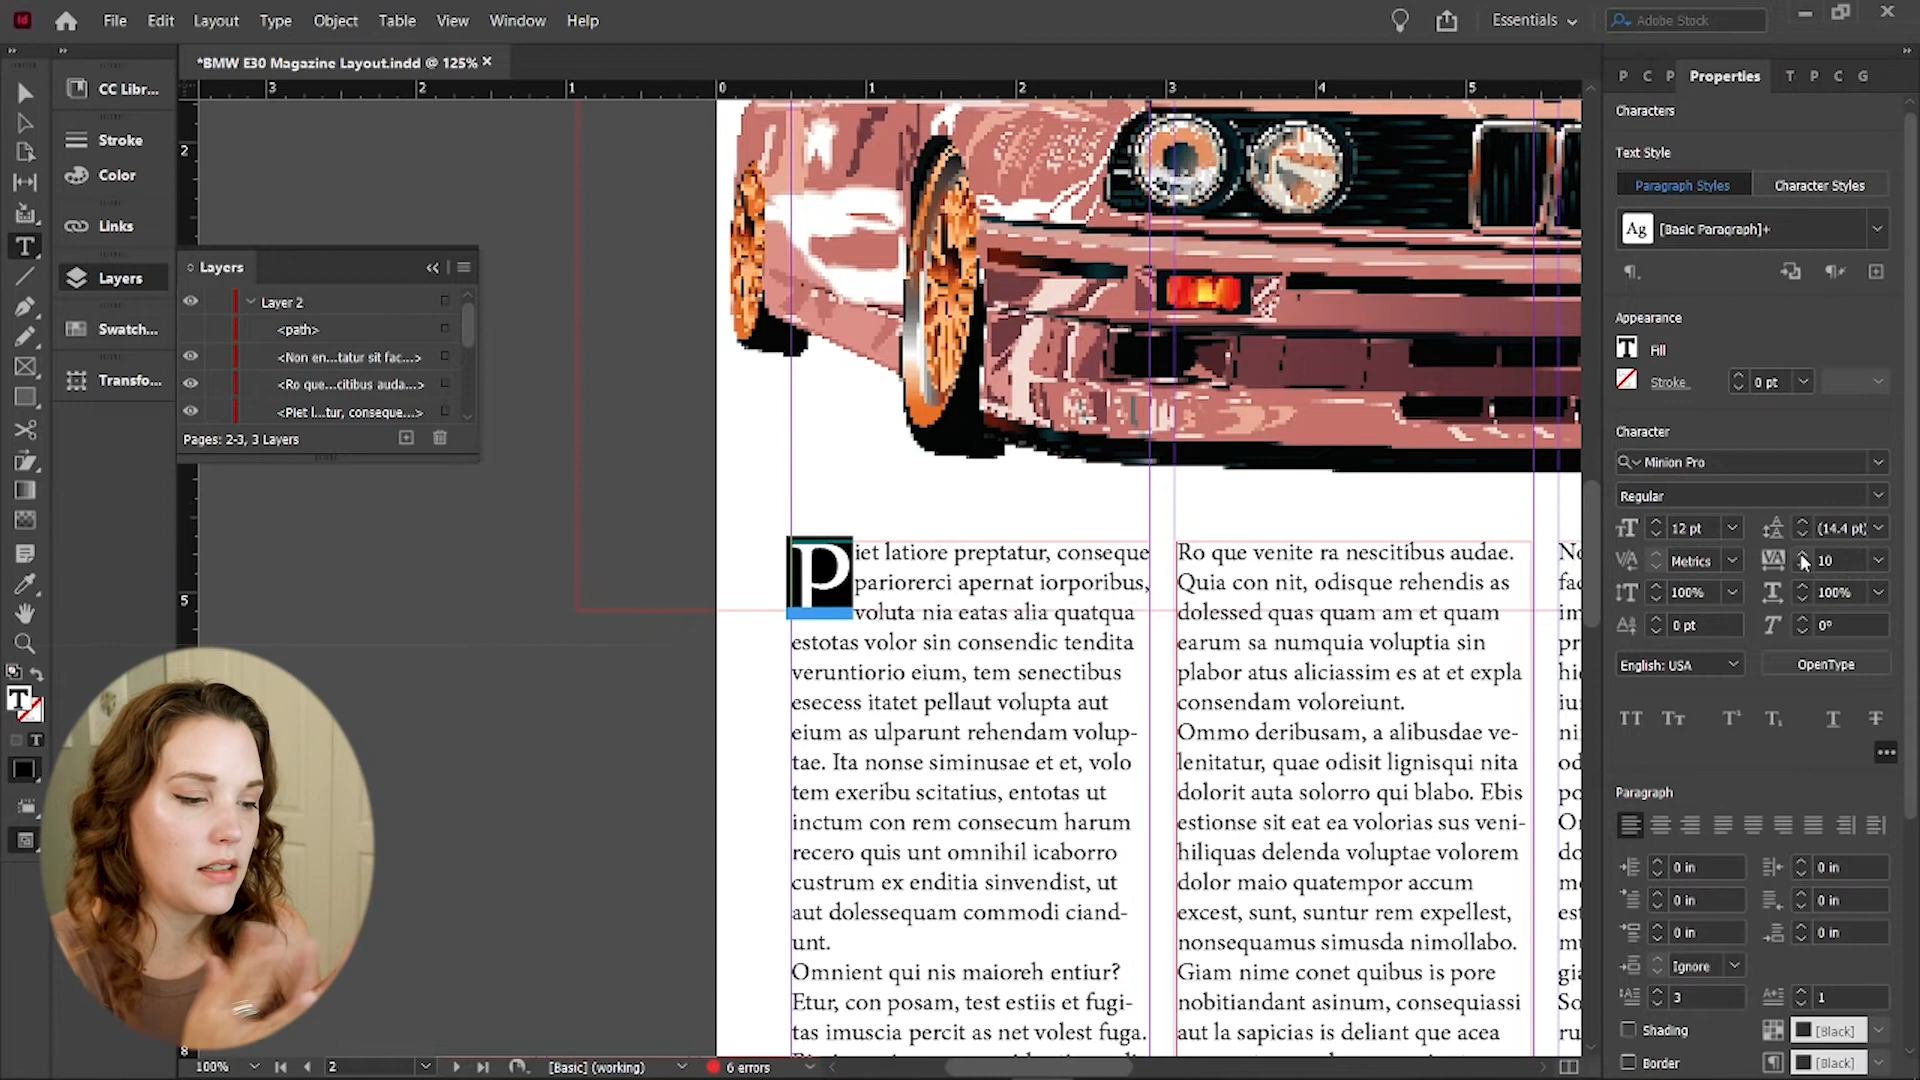 Id File Edit Layout Type Object Table View Window Help Essentials Adobe Stock
*BMW E30 Magazine Layout.indd @ 125%
P C P Properties T P C G
3 2 1 0 1 2 3 4 5
2
5
8
CC Libr...
Stroke
Color
Links
Layers
Swatch...
Transfo...
Layers
Layer 2
<path>
<Non en...tatur sit fac...>
<Ro que...citibus auda...>
<Piet l...tur, conseque...>
Pages: 2-3, 3 Layers
Piet latiore preptatur, conseque
pariorerci apernat iorporibus,
voluta nia eatas alia quatqua
estotas volor sin consendic tendita
veruntiorio eium, tem senectibus
esecess itatet pellaut volupta aut
eium as ulparunt rehendam volup-
tae. Ita nonse siminusae et et, volo
tem exeribu scitatius, entotas ut
inctum con rem consecum harum
recero quis unt omnihil icaborro
custrum ex enditia sinvendist, ut
aut dolessequam commodi ciand-
unt.
Omnient qui nis maioreh entiur?
Etur, con posam, test estiis et fugi-
tas imuscia percit as net volest fuga.
Ro que venite ra nescitibus audae.
Quia con nit, odisque rehendis as
dolessed quas quam am et quam
earum sa numquia voluptia sin
plabor atus aliciassim es at et expla
consendam voloreiunt.
Ommo deribusam, a alibusdae ve-
lenitatur, quae odisit lignisqui nita
dolorit auta solorro qui blabo. Ebis
estionse sit eat ea volorias sus veni-
hiliquas delenda voluptae volorem
dolor maio quatempor accum
excest, sunt, suntur rem expellest,
nonsequamus simusda nimollabo.
Giam nime conet quibus is pore
nobitiandant asinum, consequiassi
aut la sapicias is deliant que acea
Characters
Text Style
Paragraph Styles Character Styles
Ag [Basic Paragraph]+
Appearance
Fill
Stroke 0 pt
Character
Minion Pro
Regular
12 pt (14.4 pt)
Metrics 10
100% 100%
0 pt 0°
English: USA OpenType
Paragraph
0 in 0 in
0 in 0 in
0 in 0 in
Ignore
3 1
Shading [Black]
Border [Black]
100% 2 [Basic] (working) 6 errors